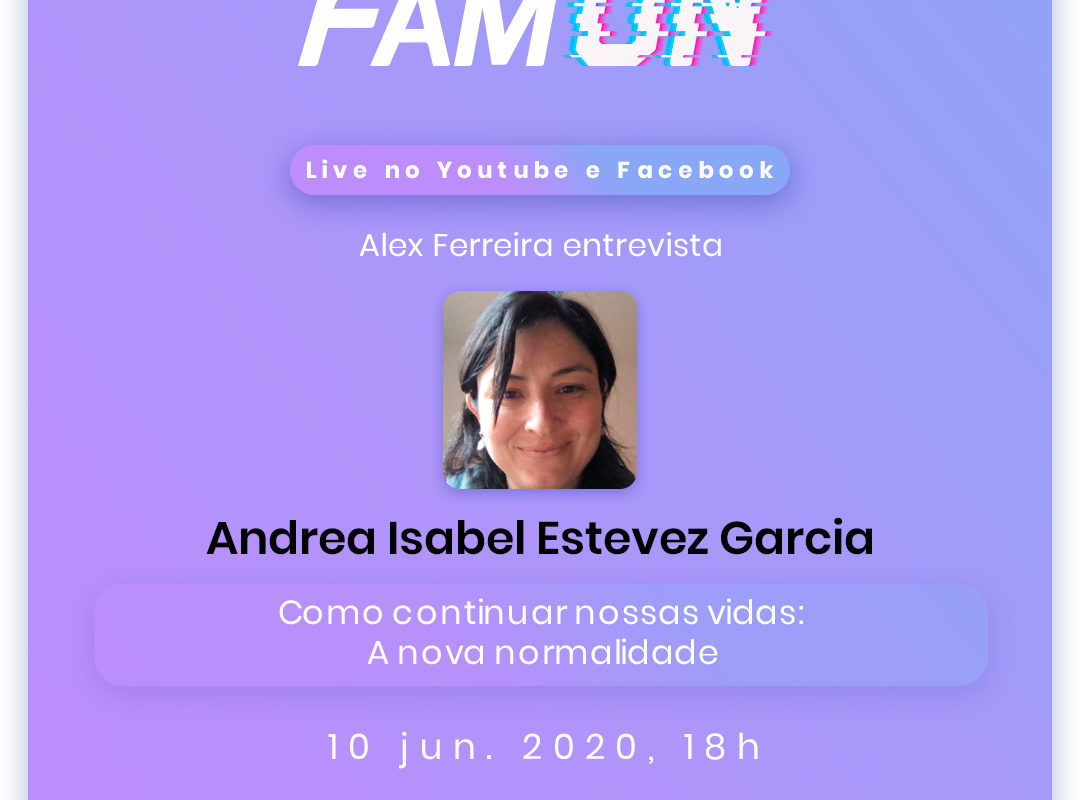 FAMUN
Live no Youtube e Facebook
Alex Ferreira entrevista
Andrea Isabel Estevez Garcia
Como continuar nossas vidas:
A nova normalidade
10 jun. 2020, 18h